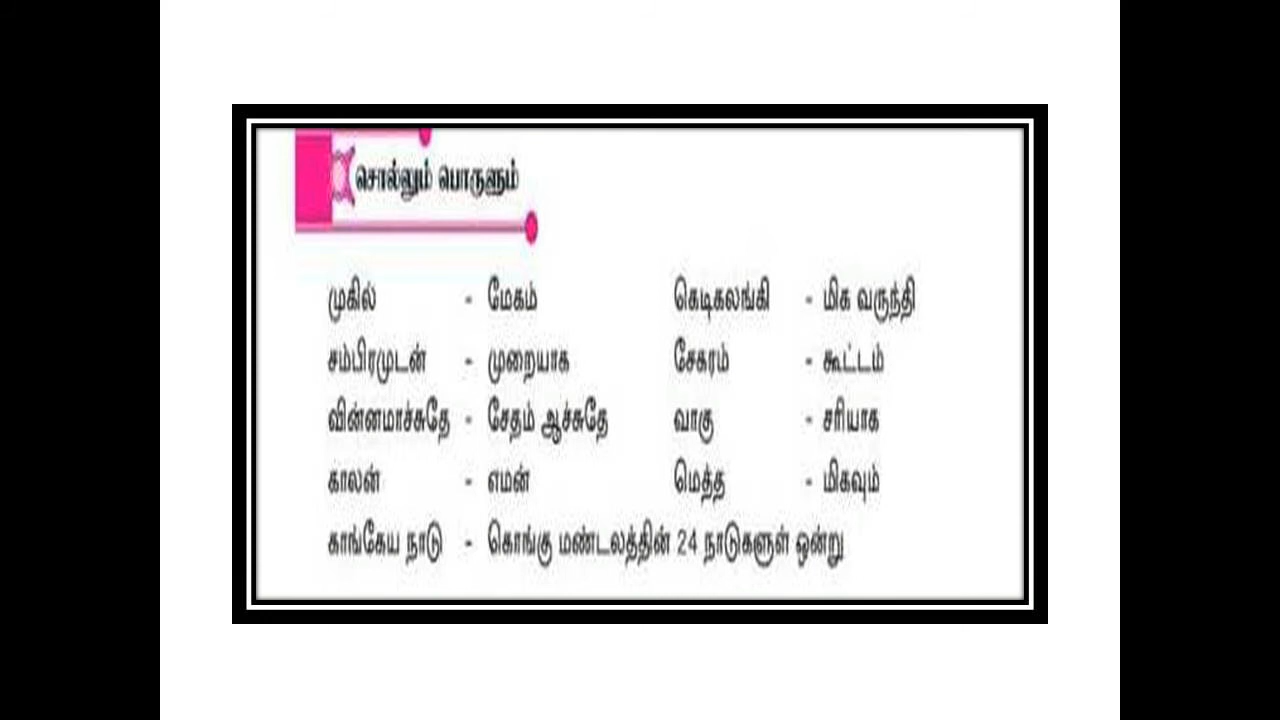 சொல்லும் பொருளும்
முகில் - மேகம் கெடிகலங்கி - மிக வருந்தி
சம்பிரமுடன் - முறையாக சேகரம் - கூட்டம்
வின்னமாச்சுதே - சேதம் ஆச்சுதே வாகு - சரியாக
காலன் - எமன் மெத்த - மிகவும்
காங்கேய நாடு - கொங்கு மண்டலத்தின் 24 நாடுகளுள் ஒன்று